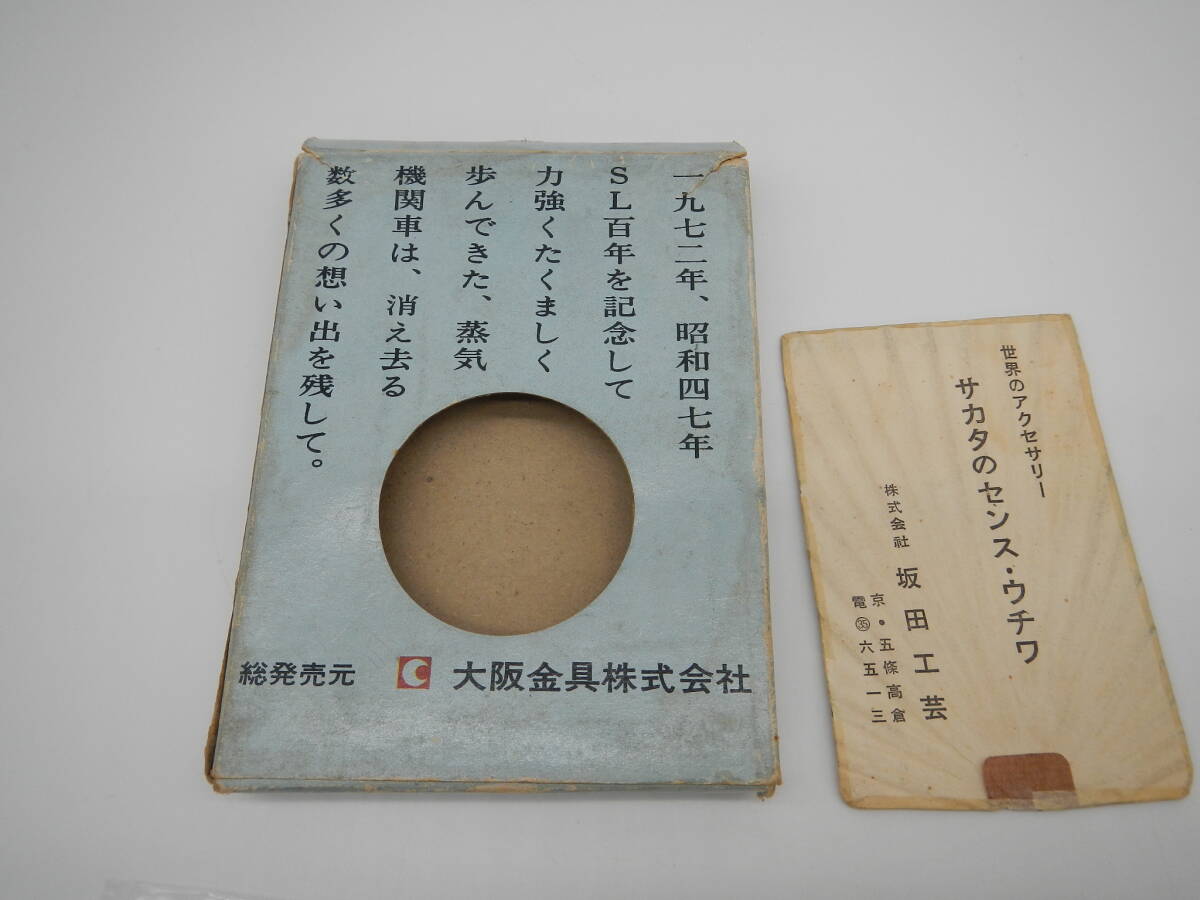 一九七二年、昭和四七年
ＳＬ百年を記念して
力強くたくましく
歩んできた、蒸気
機関車は、消え去る
数多くの想い出を残して。
総発売元 大阪金具株式会社
世界のアクセサリー
サカタのセンス・ウチワ
株式会社 坂田工芸
京・五條高倉
電㉟六五一三